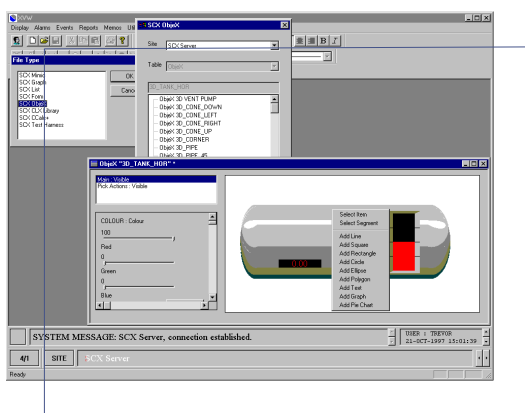 Display Alarms Events Reports Memos
SCX ObjeX
Site SCX Server
Table ObjeX
3D_TANK_HOR
ObjeX 3D VENT PUMP
ObjeX 3D_CONE_DOWN
ObjeX 3D_CONE_LEFT
ObjeX 3D_CONE_RIGHT
ObjeX 3D_CONE_UP
ObjeX 3D_CORNER
ObjeX 3D_PIPE
ObjeX 3D_PIPE_45
File Type
SCX Mimic
SCX Graph
SCX List
SCX Form
SCX ObjeX
SCX CLX Library
SCX CCalc+
SCX Test Harness
OK
Canc
ObjeX "3D_TANK_HOR" *
Main : Visible
Pick Actions : Visible
COLOUR : Colour
100
Red
0
Green
0
Blue
0.00
Select Item
Select Segment
Add Line
Add Square
Add Rectangle
Add Circle
Add Ellipse
Add Polygon
Add Text
Add Graph
Add Pie Chart
SYSTEM MESSAGE: SCX Server, connection established.
USER : TREVOR
21-OCT-1997 15:01:39
4/1 SITE SCX Server
Ready